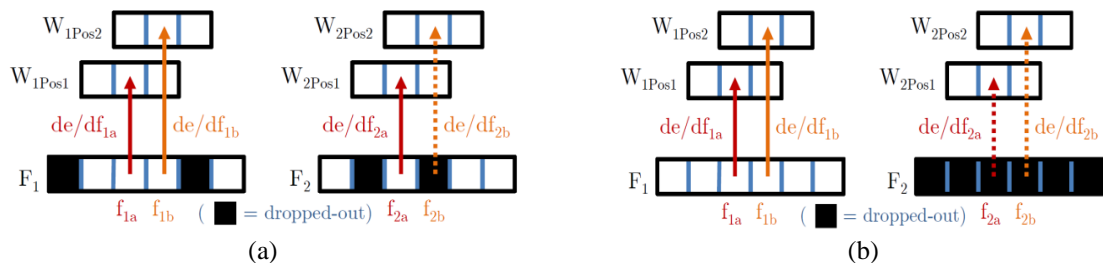 W1Pos2 W2Pos2 W1Pos2 W2Pos2
W1Pos1 W2Pos1 W1Pos1 W2Pos1
de/df1a de/df1b de/df2a de/df2b de/df1a de/df1b de/df2a de/df2b
F1 F2 F1 F2
f1a f1b ( = dropped-out) f2a f2b f1a f1b ( = dropped-out) f2a f2b
(a) (b)